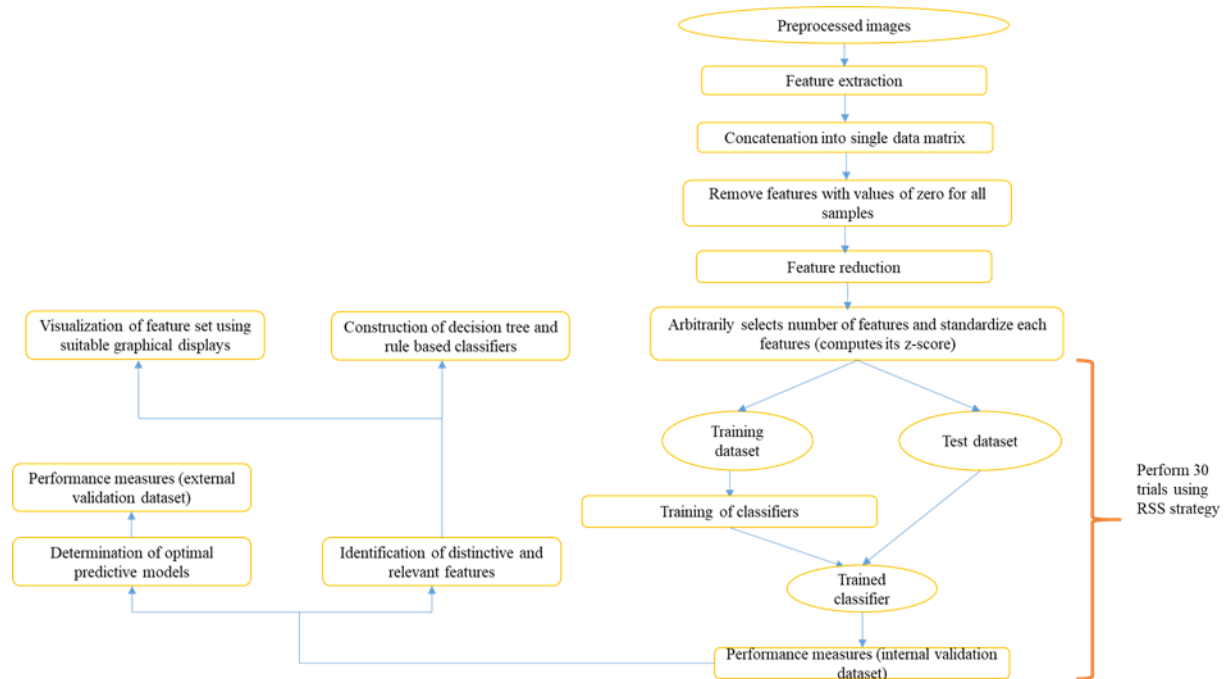 Preprocessed images
Feature extraction
Concatenation into single data matrix
Remove features with values of zero for all
samples
Feature reduction
Arbitrarily selects number of features and standardize each
features (computes its z-score)
Visualization of feature set using
suitable graphical displays
Construction of decision tree and
rule based classifiers
Training
dataset
Test dataset
Performance measures (external
validation dataset)
Training of classifiers
Perform 30
trials using
RSS strategy
Determination of optimal
predictive models
Identification of distinctive and
relevant features
Trained
classifier
Performance measures (internal validation
dataset)